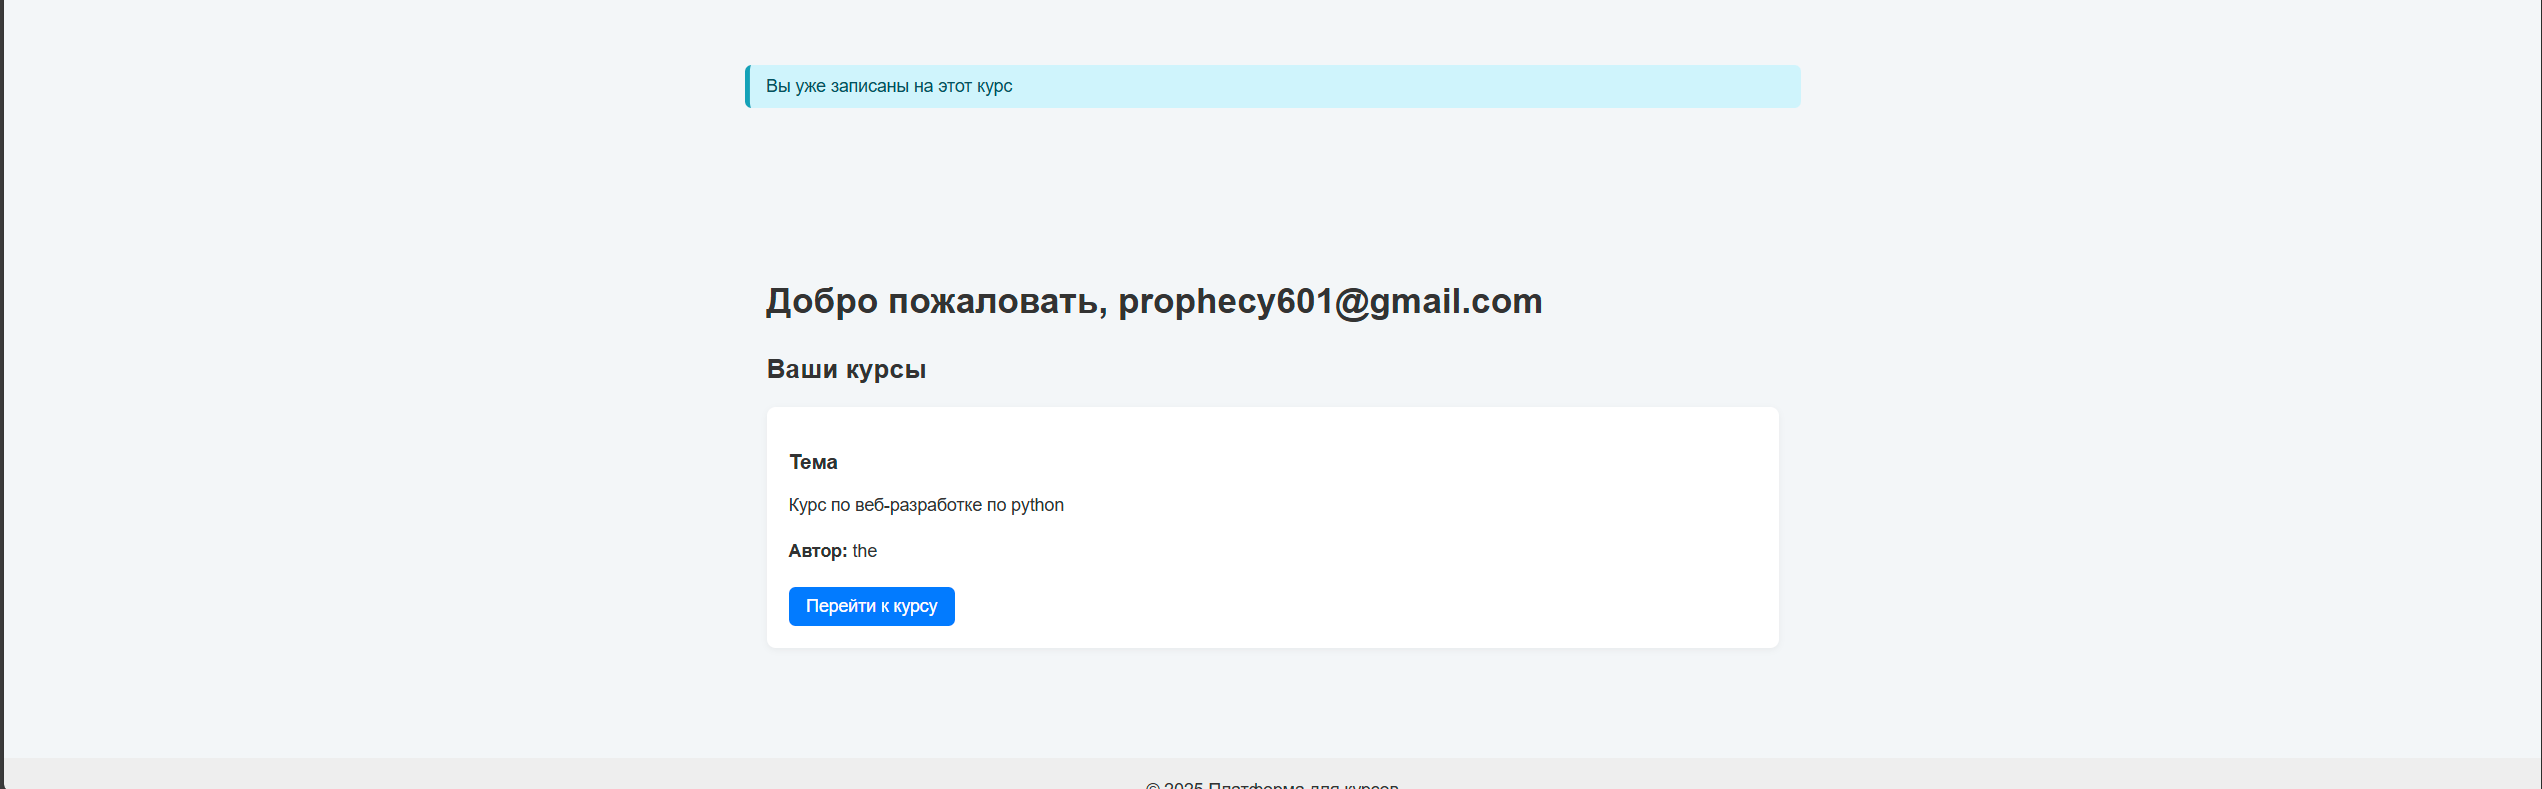 Вы уже записаны на этот курс
Добро пожаловать, prophecy601@gmail.com
Ваши курсы
Тема
Курс по веб-разработке по python
Автор: the
Перейти к курсу
© 2025 Платформа для курсов